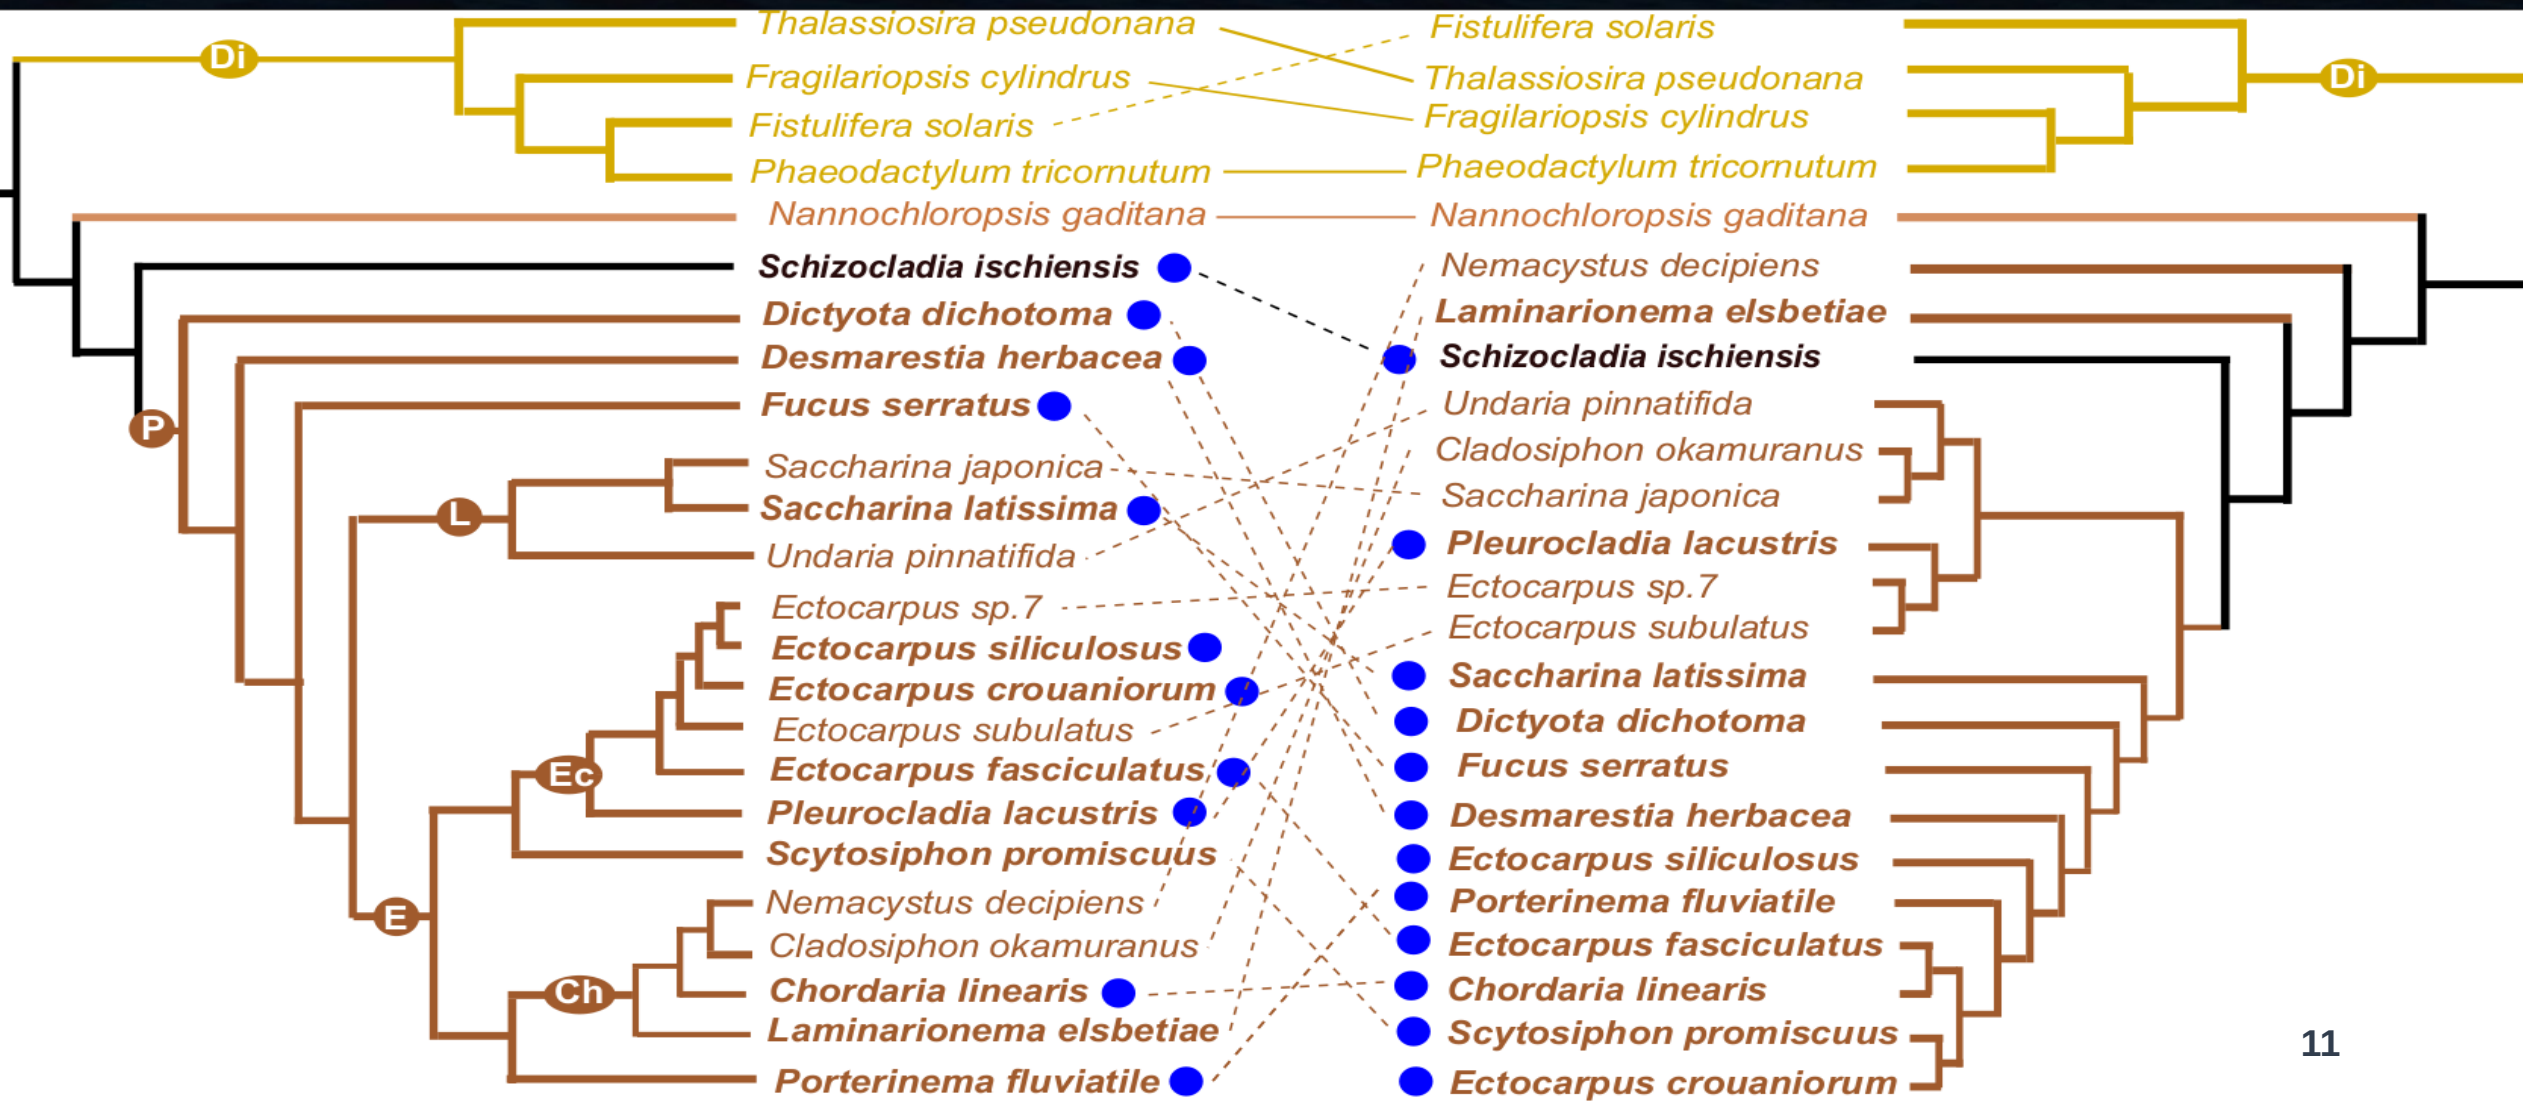 Thalassiosira pseudonana
Di
Fragilariopsis cylindrus
Fistulifera solaris
Phaeodactylum tricornutum
Nannochloropsis gaditana
Schizocladia ischiensis
Dictyota dichotoma
Desmarestia herbacea
Fucus serratus
P
Saccharina japonica
Saccharina latissima
L
Undaria pinnatifida
Ectocarpus sp.7
Ectocarpus siliculosus
Ectocarpus crouaniorum
Ectocarpus subulatus
Ectocarpus fasciculatus
Ec
Pleurocladia lacustris
Scytosiphon promiscuus
Nemacystus decipiens
E
Cladosiphon okamuranus
Chordaria linearis
Ch
Laminarionema elsbetiae
Porterinema fluviatile
Fistulifera solaris
Thalassiosira pseudonana
Di
Fragilariopsis cylindrus
Phaeodactylum tricornutum
Nannochloropsis gaditana
Nemacystus decipiens
Laminarionema elsbetiae
Schizocladia ischiensis
Undaria pinnatifida
Cladosiphon okamuranus
Saccharina japonica
Pleurocladia lacustris
Ectocarpus sp.7
Ectocarpus subulatus
Saccharina latissima
Dictyota dichotoma
Fucus serratus
Desmarestia herbacea
Ectocarpus siliculosus
Porterinema fluviatile
Ectocarpus fasciculatus
Chordaria linearis
Scytosiphon promiscuus
Ectocarpus crouaniorum
11